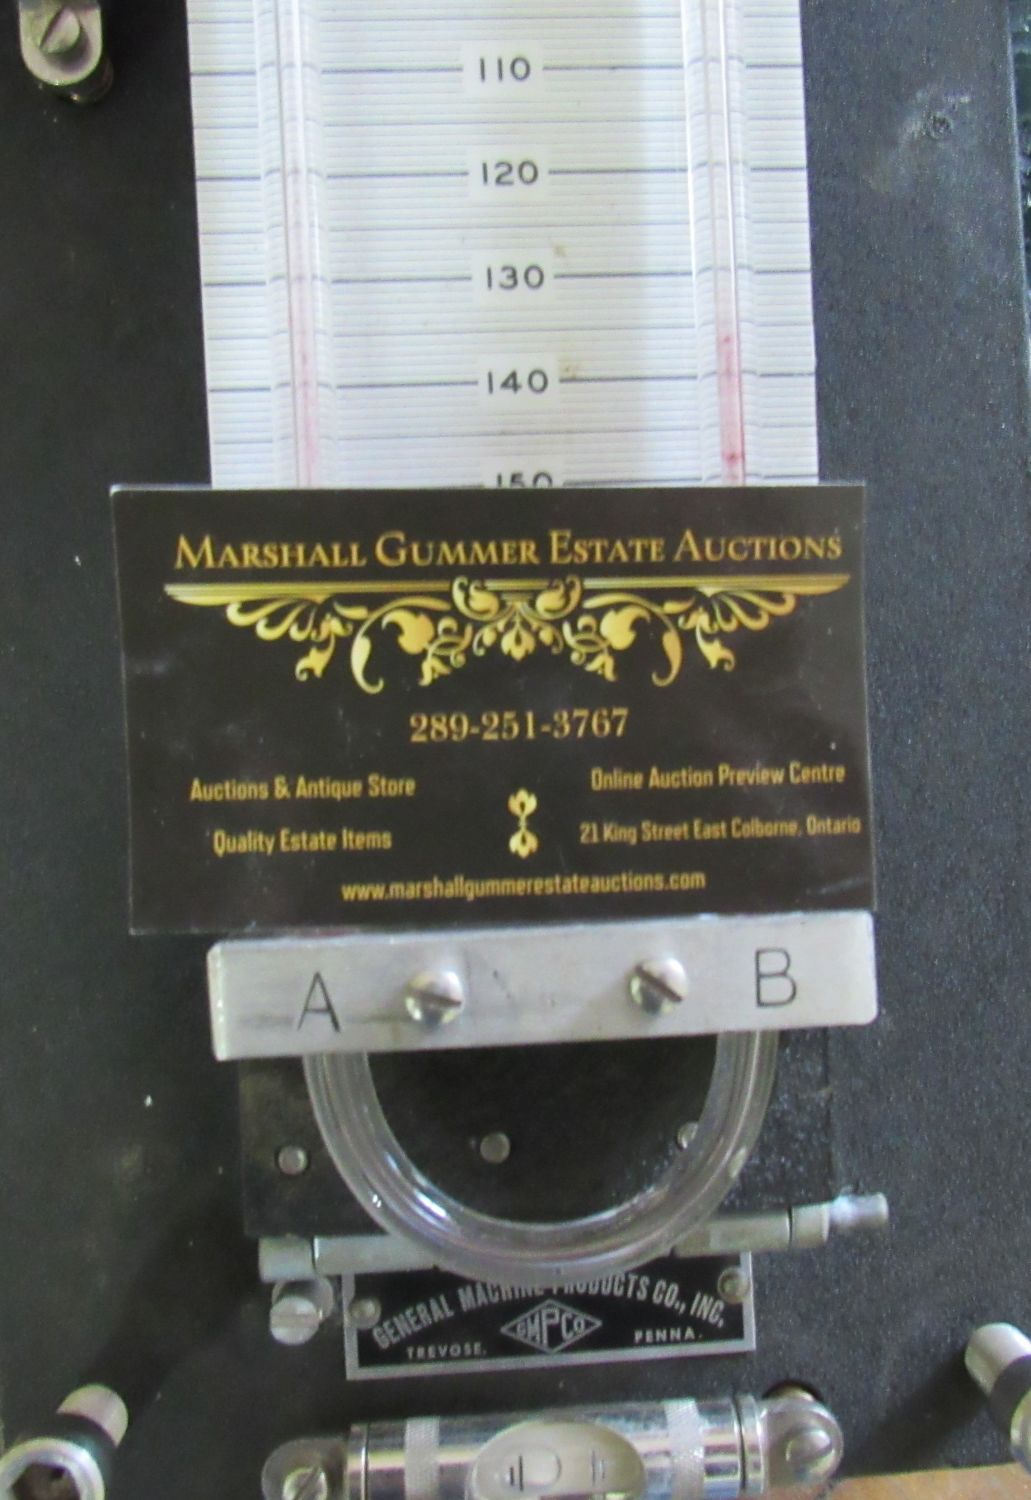 110
120
130
140
150
MARSHALL GUMMER ESTATE AUCTIONS
289-251-3767
Auctions & Antique Store
Online Auction Preview Centre
Quality Estate Items
21 King Street East Colborne, Ontario
www.marshallgummerestateauctions.com
A B
GENERAL MACHINE PRODUCTS CO., INC.
GMPCo
TREVOSE, PENNA.